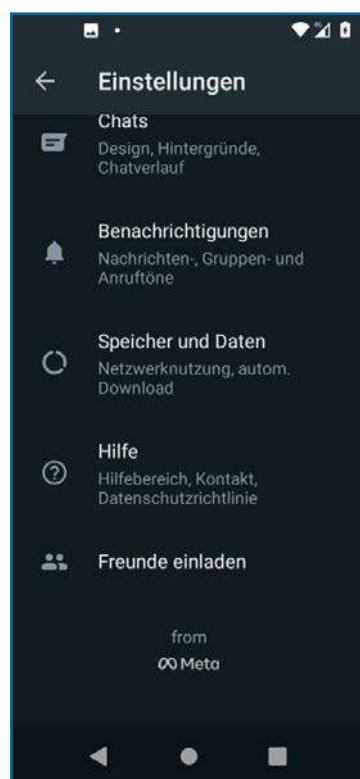 Einstellungen
Chats
Design, Hintergründe,
Chatverlauf
Benachrichtigungen
Nachrichten-, Gruppen- und
Anruftöne
Speicher und Daten
Netzwerknutzung, autom.
Download
Hilfe
Hilfebereich, Kontakt,
Datenschutzrichtlinie
Freunde einladen
from
Meta